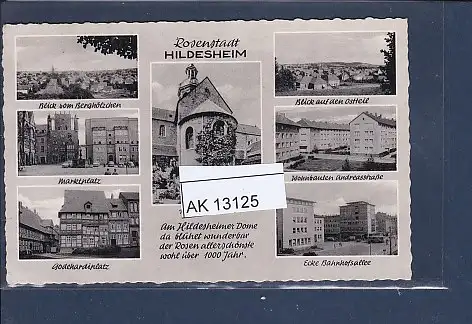 Rosenstadt
HILDESHEIM
Blick vom Berghölzchen
Blick auf den Ostteil
Marktplatz
Wohnbauten Andreasstraße
AK 13125
Am Hildesheimer Dome
da blühet wunderbar
der Rosen allerschönste
wohl über 1000 Jahr.
Godehardiplatz
Ecke Bahnhofsallee